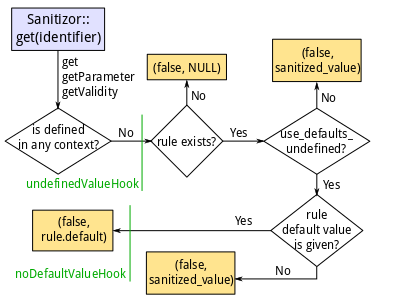 Sanitizor::
get(identifier)
get
getParameter
getValidity
(false, NULL)
(false,
sanitized_value)
No
No
is defined
in any context?
No
rule exists?
Yes
use_defaults_
undefined?
undefinedValueHook
Yes
(false,
rule.default)
Yes
rule
default value
is given?
noDefaultValueHook
(false,
sanitized_value)
No